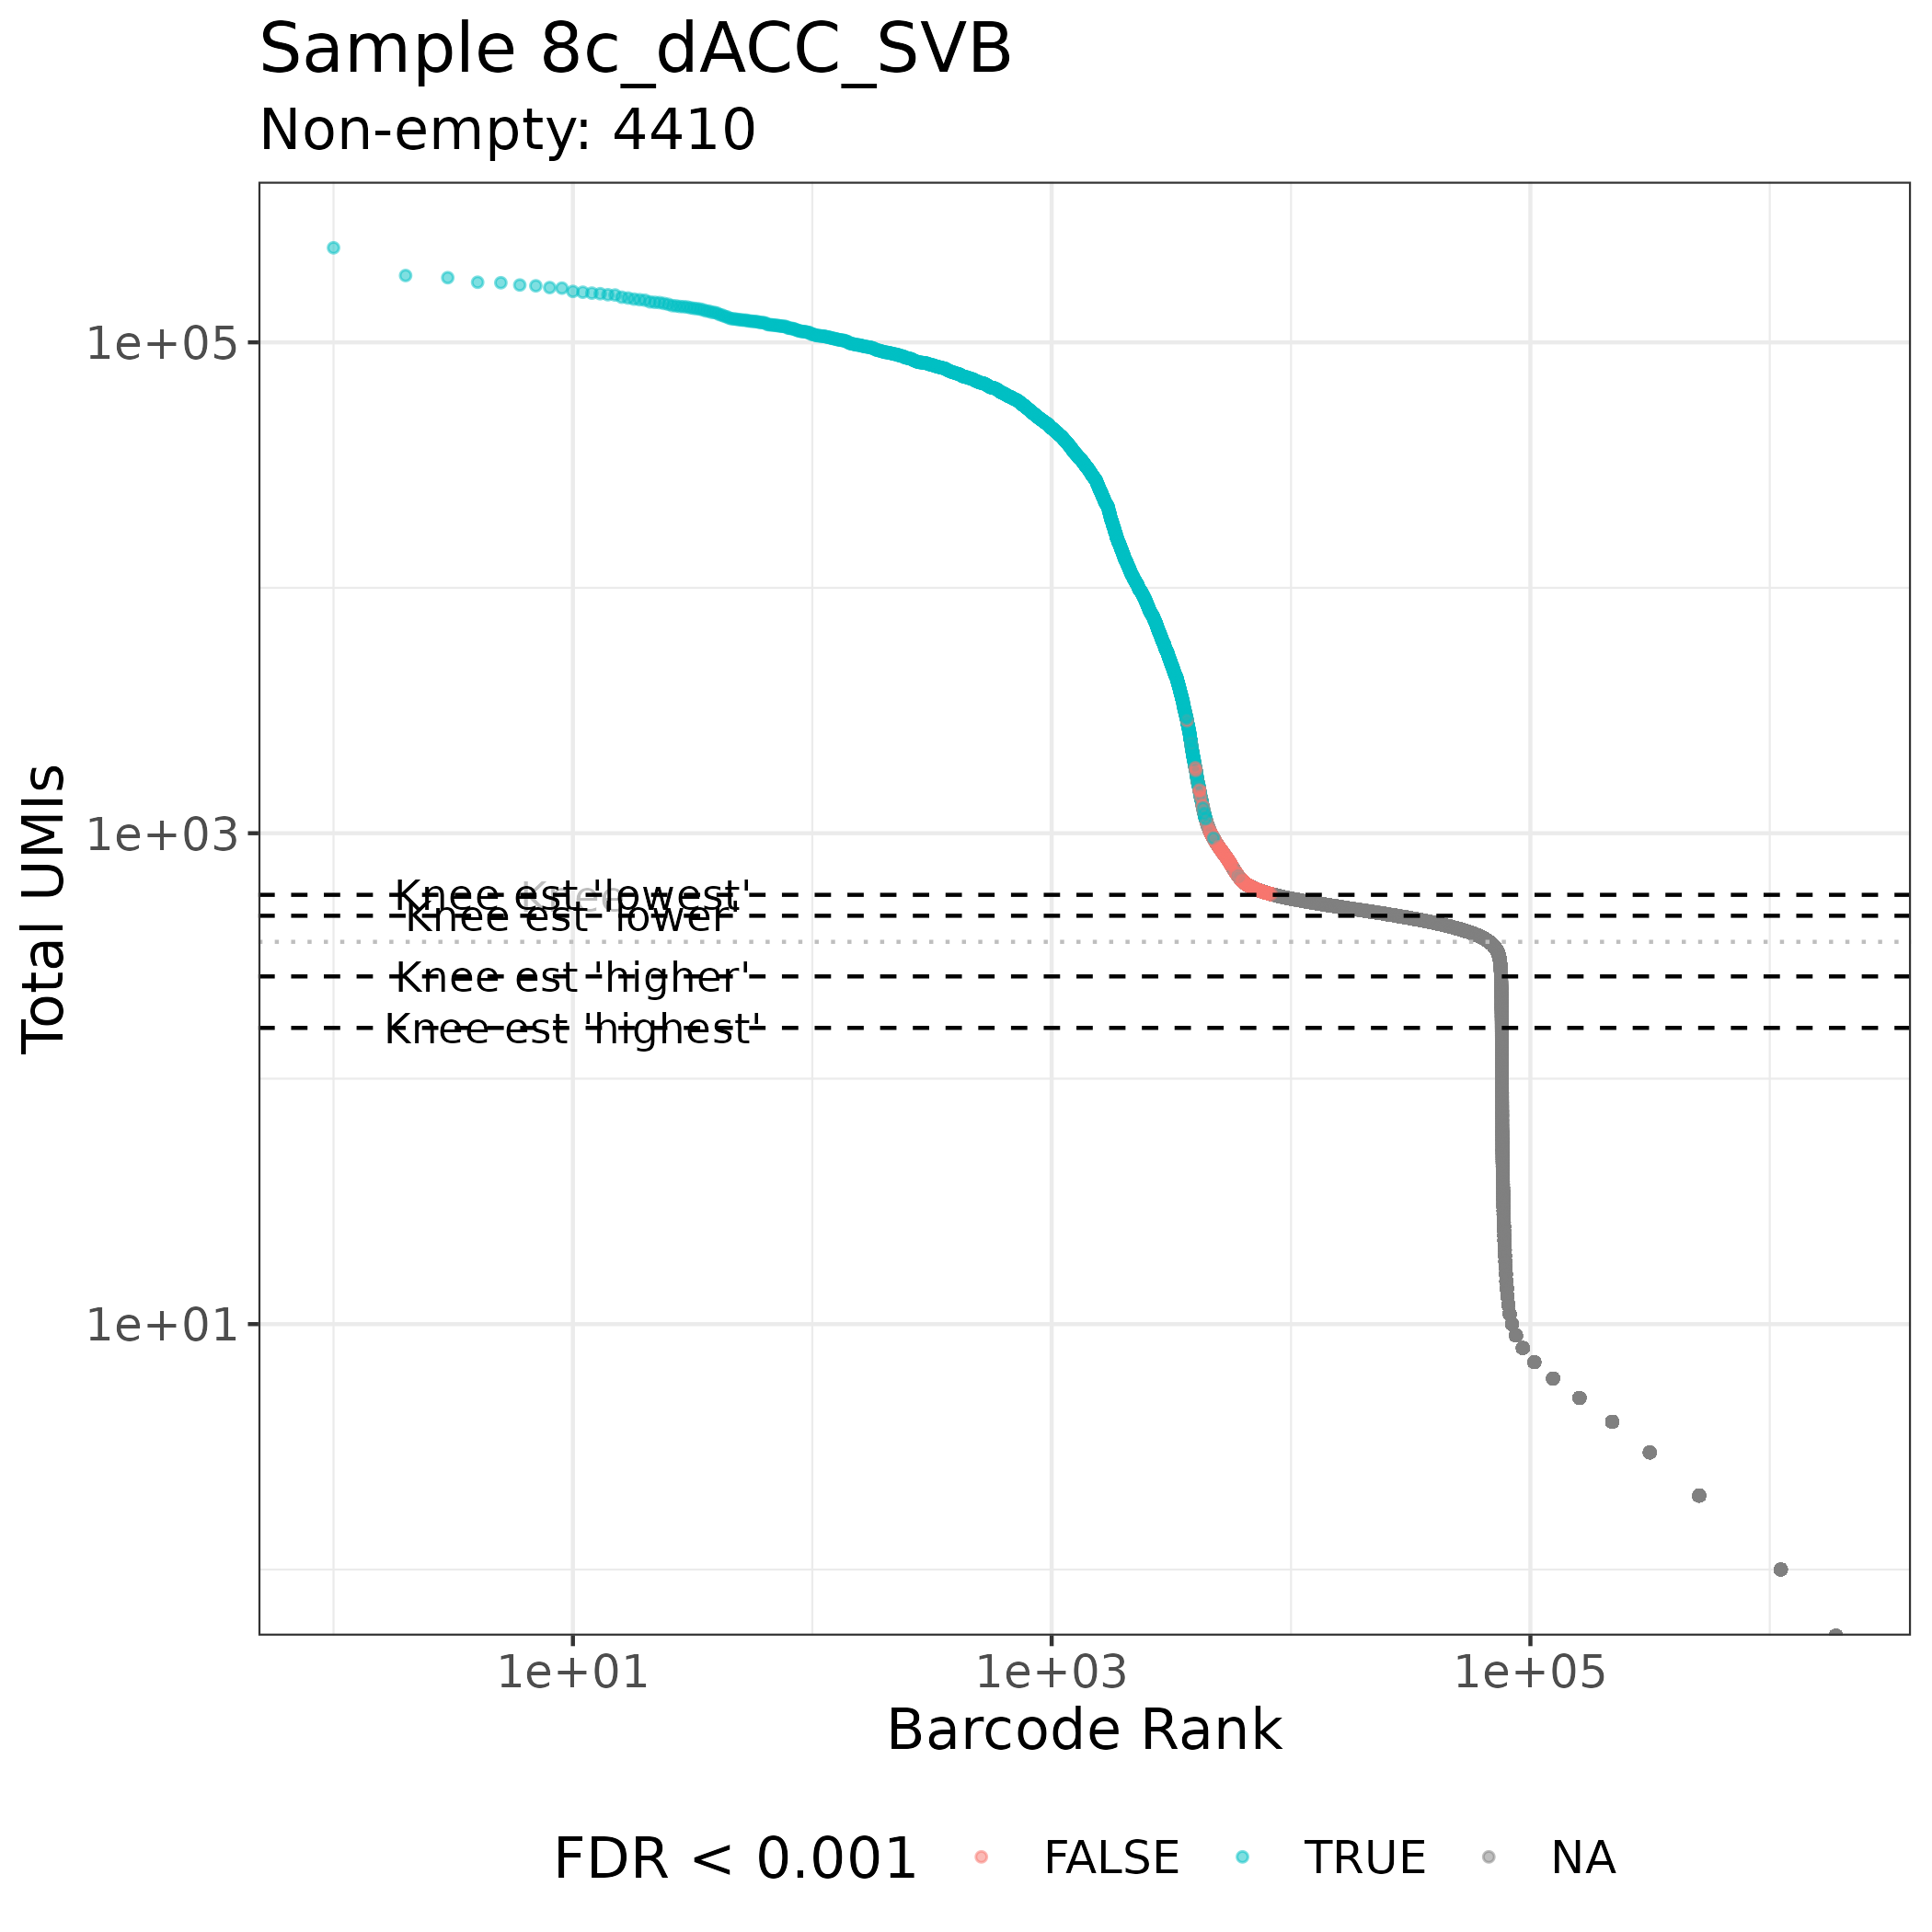 Sample 8c_dACC_SVB
Non-empty: 4410
Total UMIs
1e+05
1e+03
1e+01
Knee est 'lowest'
Knee est 'lower'
Knee est 'higher'
Knee est 'highest'
1e+01 1e+03 1e+05
Barcode Rank
FDR < 0.001 FALSE TRUE NA